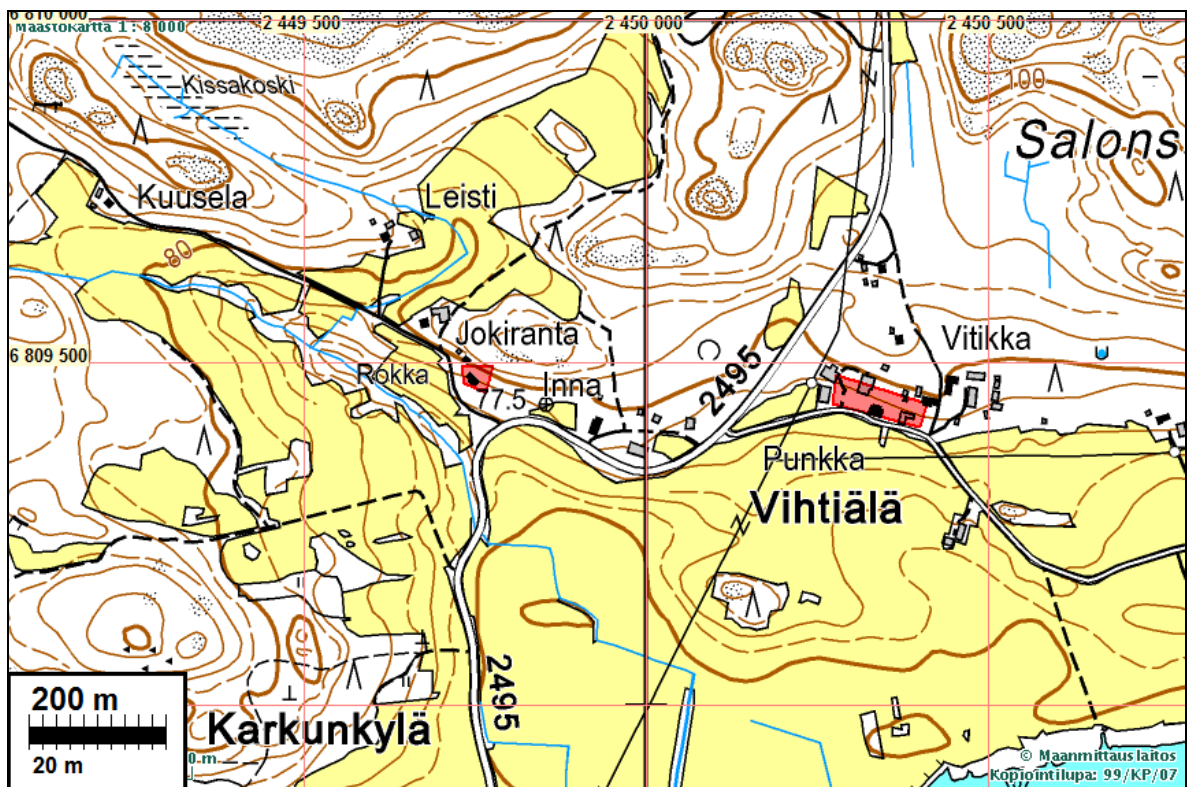 6 810 000
2 449 500
2 450 000
2 450 500
Maastokartta 1 : 8 000
Kissakoski
100
Salons
Kuusela
Leisti
80
Jokiranta
Vitikka
6 809 500
Rokka
77.5
Inna
2495
Punkka
Vihtiälä
2495
200 m
20 m
Karkunkylä
0 m
© Maanmittauslaitos
Kopiointilupa: 99/KP/07